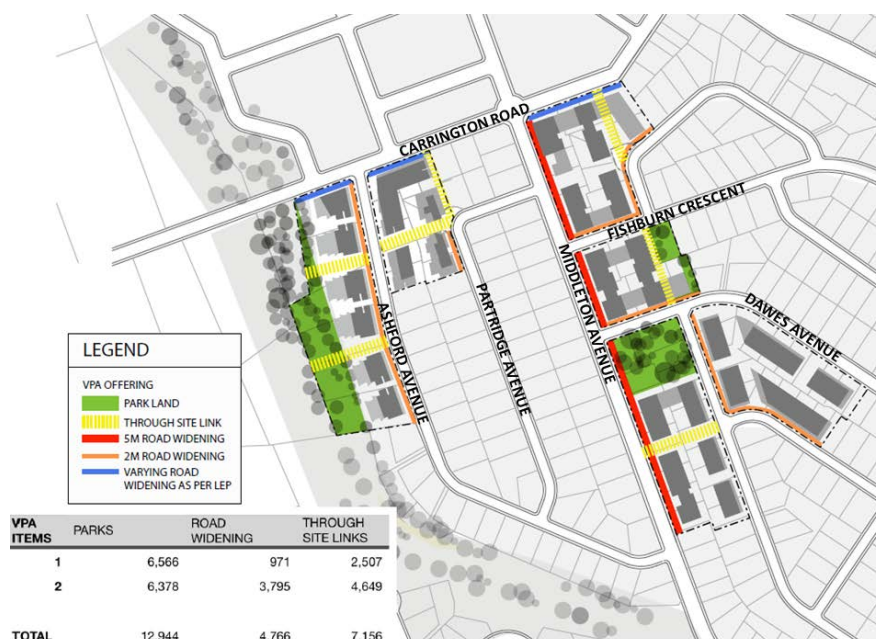 CARRINGTON ROAD
FISHBURN CRESCENT
MIDDLETON AVENUE
DAWES AVENUE
PARTRIDGE AVENUE
ASHFORD AVENUE
LEGEND
VPA OFFERING
PARK LAND
THROUGH SITE LINK
5M ROAD WIDENING
2M ROAD WIDENING
VARYING ROAD
WIDENING AS PER LEP
VPA ITEMS PARKS ROAD WIDENING THROUGH SITE LINKS
1 6,566 971 2,507
2 6,378 3,795 4,649
TOTAL 12,944 4,766 7,156